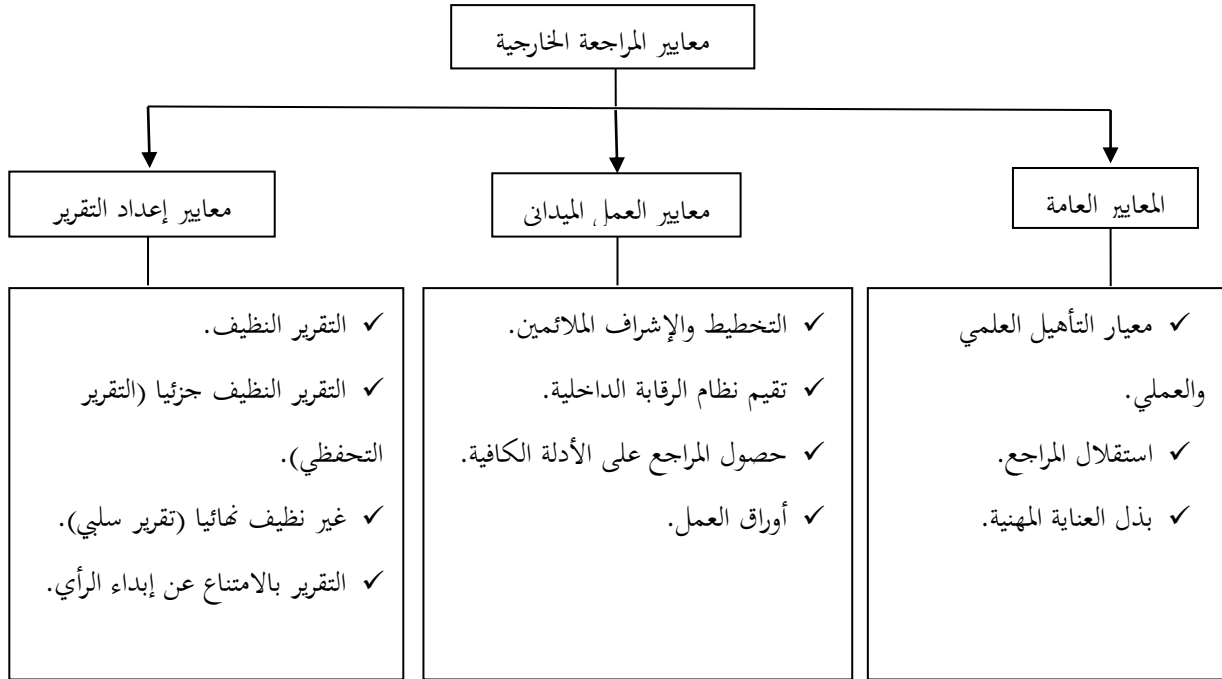 معايير المراجعة الخارجية
المعايير العامة
معايير العمل الميداني
معايير إعداد التقرير
✓ معيار التأهيل العلمي
والعملي.
✓ استقلال المراجع.
✓ بذل العناية المهنية.
✓ التخطيط والإشراف الملائمين.
✓ تقيم نظام الرقابة الداخلية.
✓ حصول المراجع على الأدلة الكافية.
✓ أوراق العمل.
✓ التقرير النظيف.
✓ التقرير النظيف جزئيا (التقرير
التحفظي).
✓ غير نظيف نهائيا (تقرير سلبي).
✓ التقرير بالامتناع عن إبداء الرأي.